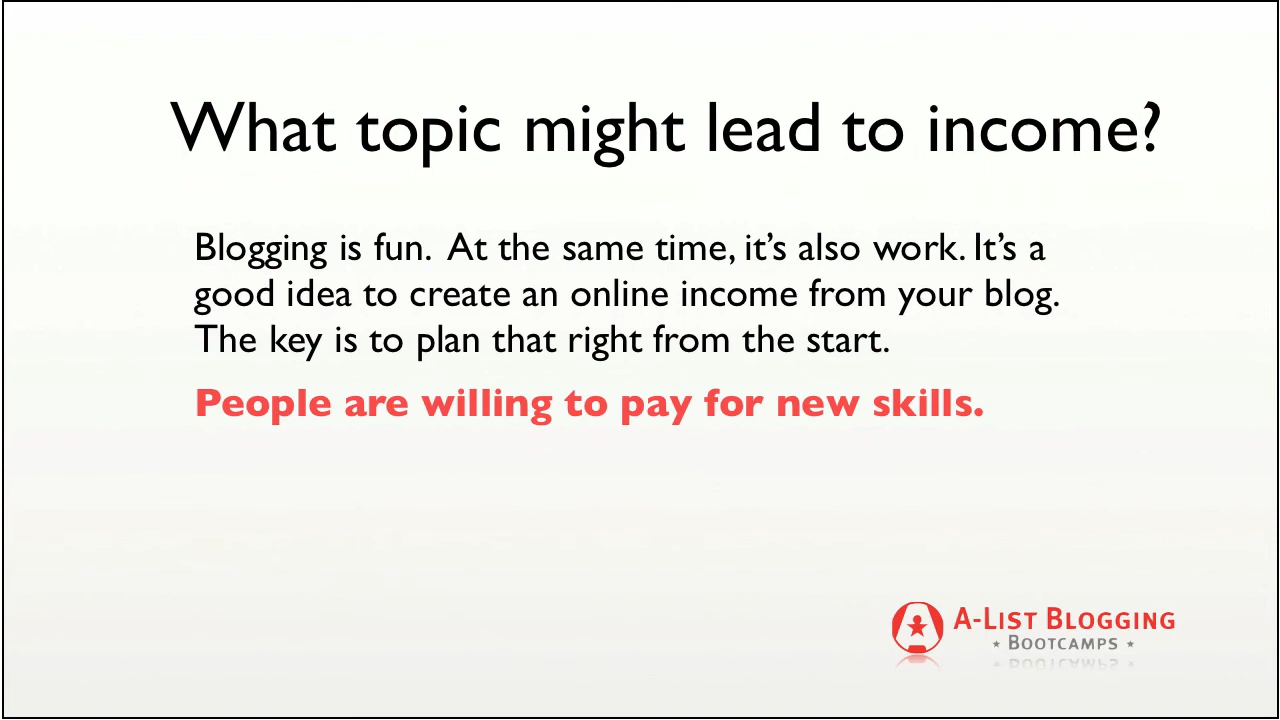 What topic might lead to income?
Blogging is fun.  At the same time, it’s also work. It’s a
good idea to create an online income from your blog.
The key is to plan that right from the start.
People are willing to pay for new skills.
A-List Blogging
★ Bootcamps ★